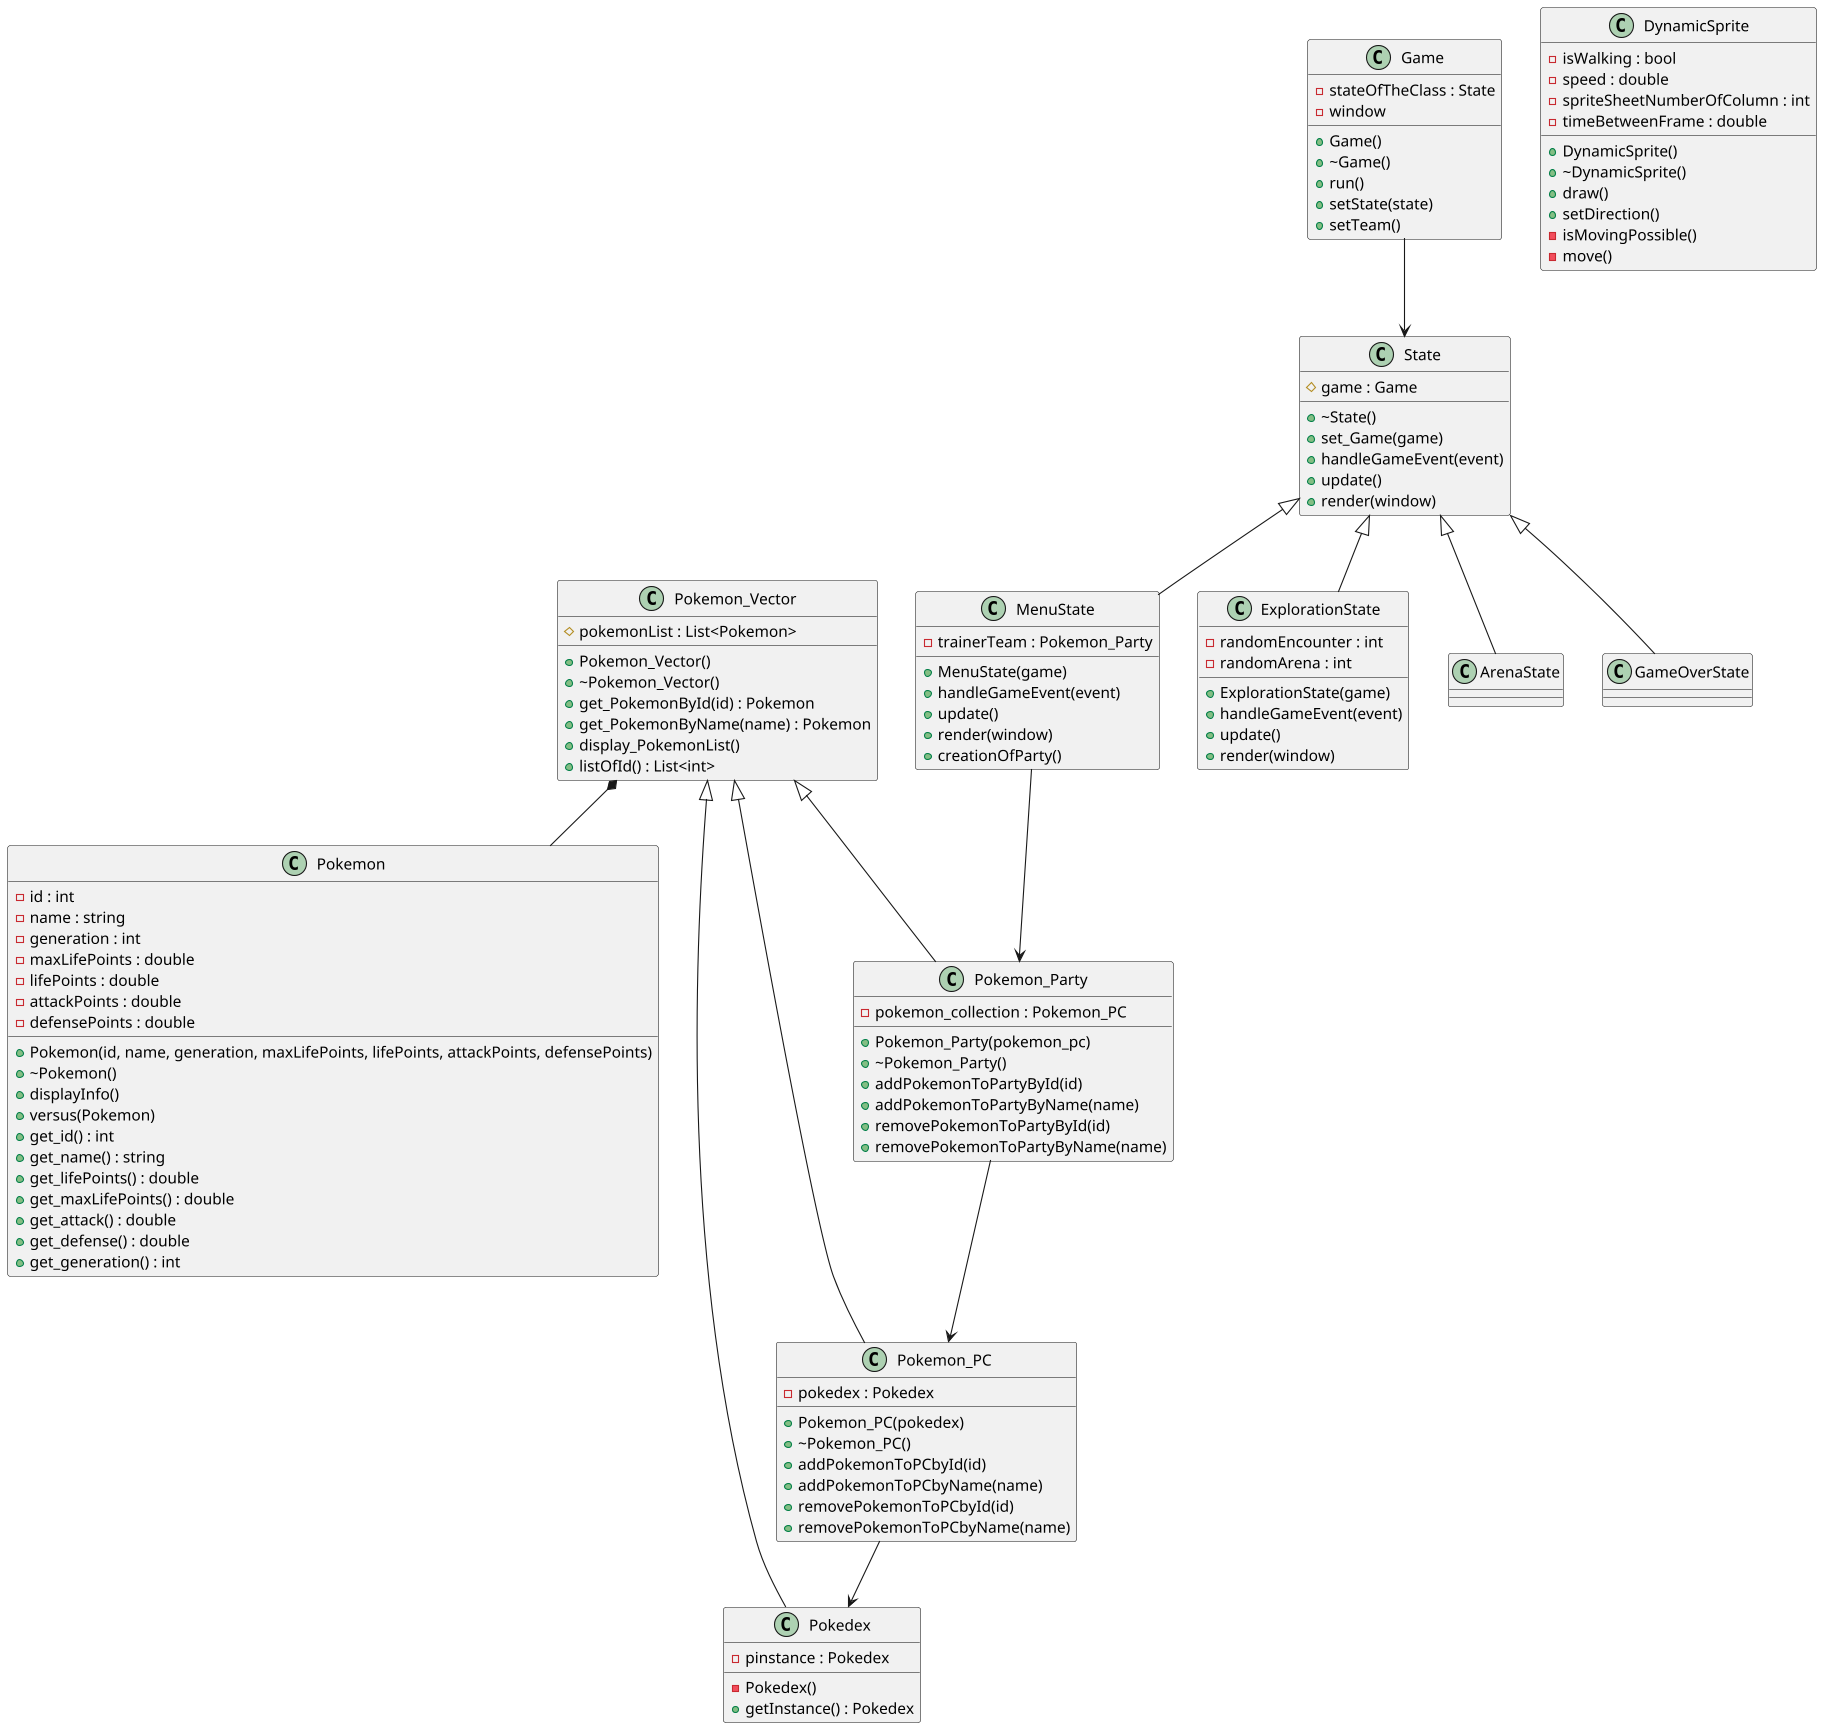 Game
stateOfTheClass : State
window
Game()
~Game()
run()
setState(state)
setTeam()
DynamicSprite
isWalking : bool
speed : double
spriteSheetNumberOfColumn : int
timeBetweenFrame : double
DynamicSprite()
~DynamicSprite()
draw()
setDirection()
isMovingPossible()
move()
State
game : Game
~State()
set_Game(game)
handleGameEvent(event)
update()
render(window)
Pokemon_Vector
pokemonList : List<Pokemon>
Pokemon_Vector()
~Pokemon_Vector()
get_PokemonById(id) : Pokemon
get_PokemonByName(name) : Pokemon
display_PokemonList()
listOfId() : List<int>
MenuState
trainerTeam : Pokemon_Party
MenuState(game)
handleGameEvent(event)
update()
render(window)
creationOfParty()
ExplorationState
randomEncounter : int
randomArena : int
ExplorationState(game)
handleGameEvent(event)
update()
render(window)
ArenaState
GameOverState
Pokemon
id : int
name : string
generation : int
maxLifePoints : double
lifePoints : double
attackPoints : double
defensePoints : double
Pokemon(id, name, generation, maxLifePoints, lifePoints, attackPoints, defensePoints)
~Pokemon()
displayInfo()
versus(Pokemon)
get_id() : int
get_name() : string
get_lifePoints() : double
get_maxLifePoints() : double
get_attack() : double
get_defense() : double
get_generation() : int
Pokemon_Party
pokemon_collection : Pokemon_PC
Pokemon_Party(pokemon_pc)
~Pokemon_Party()
addPokemonToPartyById(id)
addPokemonToPartyByName(name)
removePokemonToPartyById(id)
removePokemonToPartyByName(name)
Pokemon_PC
pokedex : Pokedex
Pokemon_PC(pokedex)
~Pokemon_PC()
addPokemonToPCbyId(id)
addPokemonToPCbyName(name)
removePokemonToPCbyId(id)
removePokemonToPCbyName(name)
Pokedex
pinstance : Pokedex
Pokedex()
getInstance() : Pokedex